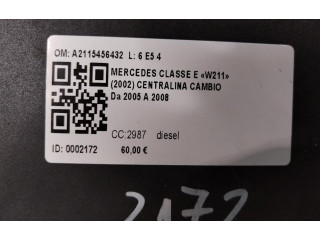 OM: A2115456432 L: 6 E5 4
MERCEDES CLASSE E «W211»
(2002) CENTRALINA CAMBIO
Da 2005 A 2008
CC:2987 diesel
ID: 0002172 60,00 €
2172